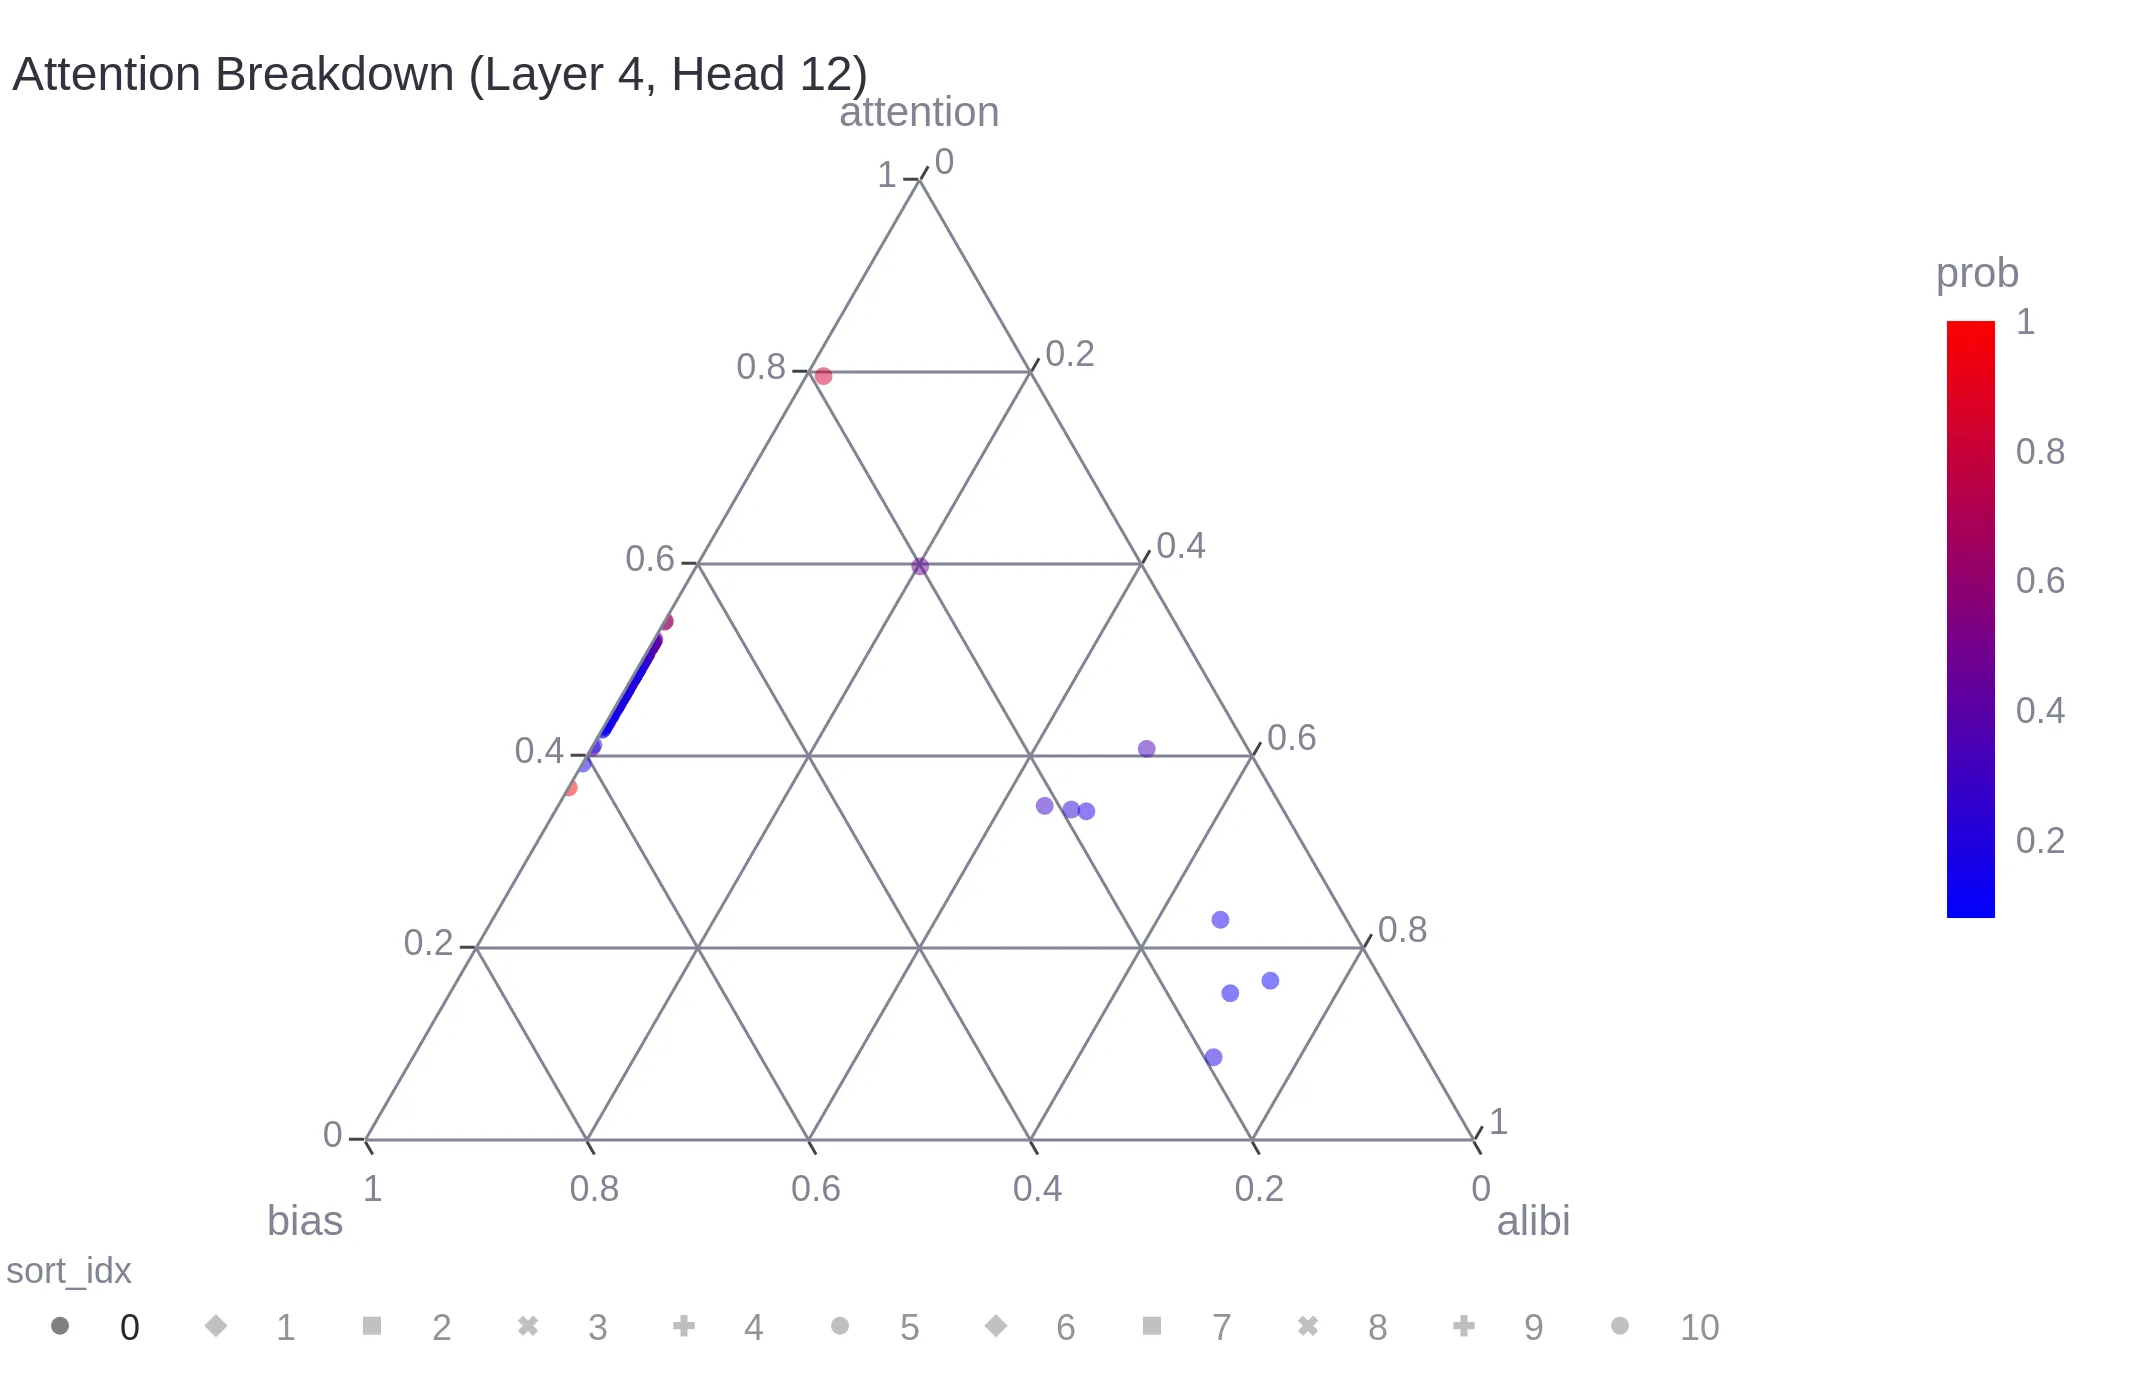 Attention Breakdown (Layer 4, Head 12)
attention
1 0
prob
1
0.8 0.2
0.8
0.6 0.4
0.6
0.4 0.6
0.4
0.2 0.8
0.2
0 1
1 0.8 0.6 0.4 0.2 0
bias alibi
sort_idx
0 1 2 3 4 5 6 7 8 9 10